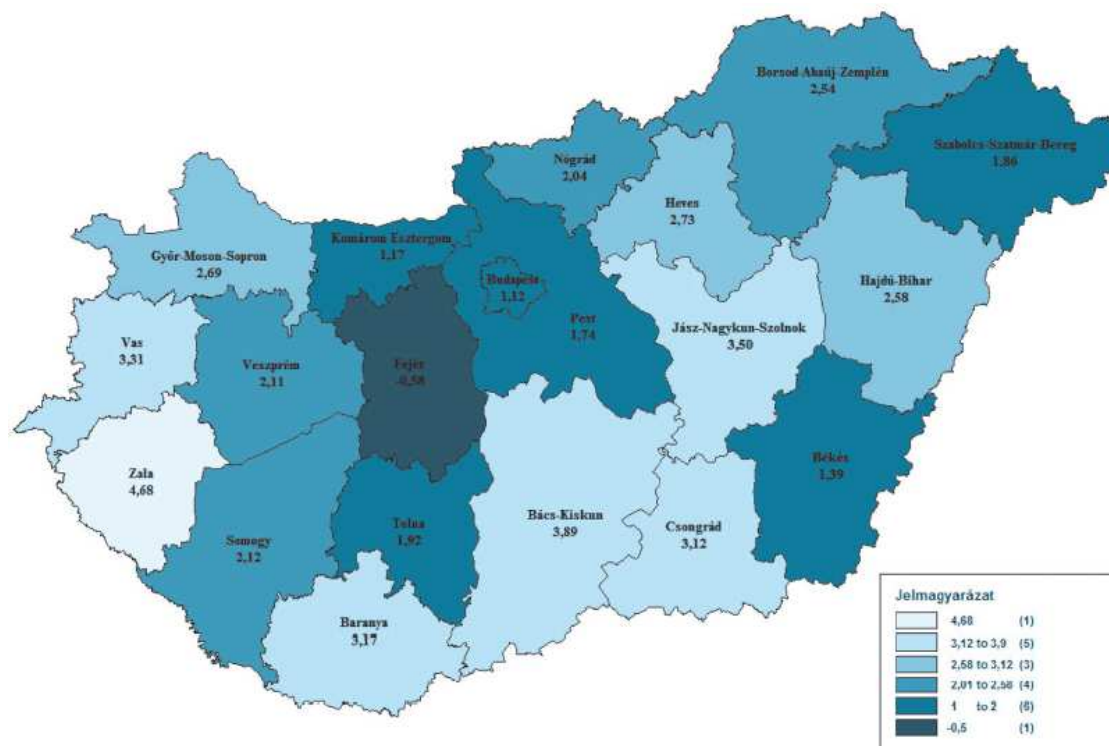 Borsod-Abaúj-Zemplén
2,54
Szabolcs-Szatmár-Bereg
1,86
Nógrád
2,04
Heves
2,73
Komárom-Esztergom
1,17
Győr-Moson-Sopron
2,69
Budapest
1,12
Hajdú-Bihar
2,58
Pest
1,74
Jász-Nagykun-Szolnok
3,50
Vas
3,31
Veszprém
2,11
Fejér
-0,58
Békés
1,39
Zala
4,68
Bács-Kiskun
3,89
Csongrád
3,12
Tolna
1,92
Somogy
2,12
Baranya
3,17
Jelmagyarázat
4,68 (1)
3,12 to 3,9 (5)
2,58 to 3,12 (3)
2,01 to 2,58 (4)
1 to 2 (6)
-0,5 (1)